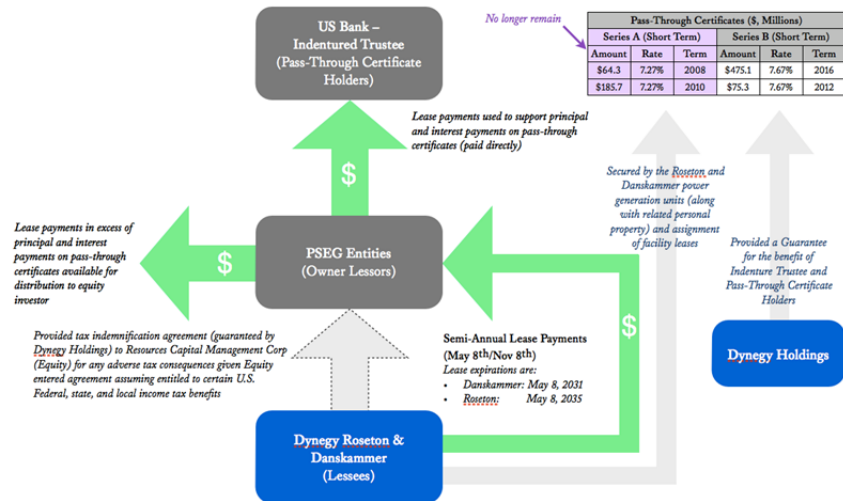 US Bank –
Indentured Trustee
(Pass-Through Certificate
Holders)
No longer remain
Pass-Through Certificates ($, Millions)
Series A (Short Term) Series B (Short Term)
Amount Rate Term Amount Rate Term
$64.3 7.27% 2008 $475.1 7.67% 2016
$185.7 7.27% 2010 $75.3 7.67% 2012
Lease payments used to support principal
and interest payments on pass-through
certificates (paid directly)
$
Secured by the Roseton and
Danskammer power
generation units (along
with related personal
property) and assignment
of facility leases
Lease payments in excess of
principal and interest
payments on pass-through
certificates available for
distribution to equity
investor
$
PSEG Entities
(Owner Lessors)
Provided a Guarantee
for the benefit of
Indenture Trustee and
Pass-Through Certificate
Holders
Provided tax indemnification agreement (guaranteed by
Dynegy Holdings) to Resources Capital Management Corp
(Equity) for any adverse tax consequences given Equity
entered agreement assuming entitled to certain U.S.
Federal, state, and local income tax benefits
Semi-Annual Lease Payments
(May 8th/Nov 8th)
Lease expirations are:
• Danskammer: May 8, 2031
• Roseton: May 8, 2035
$
Dynegy Holdings
Dynegy Roseton &
Danskammer
(Lessees)